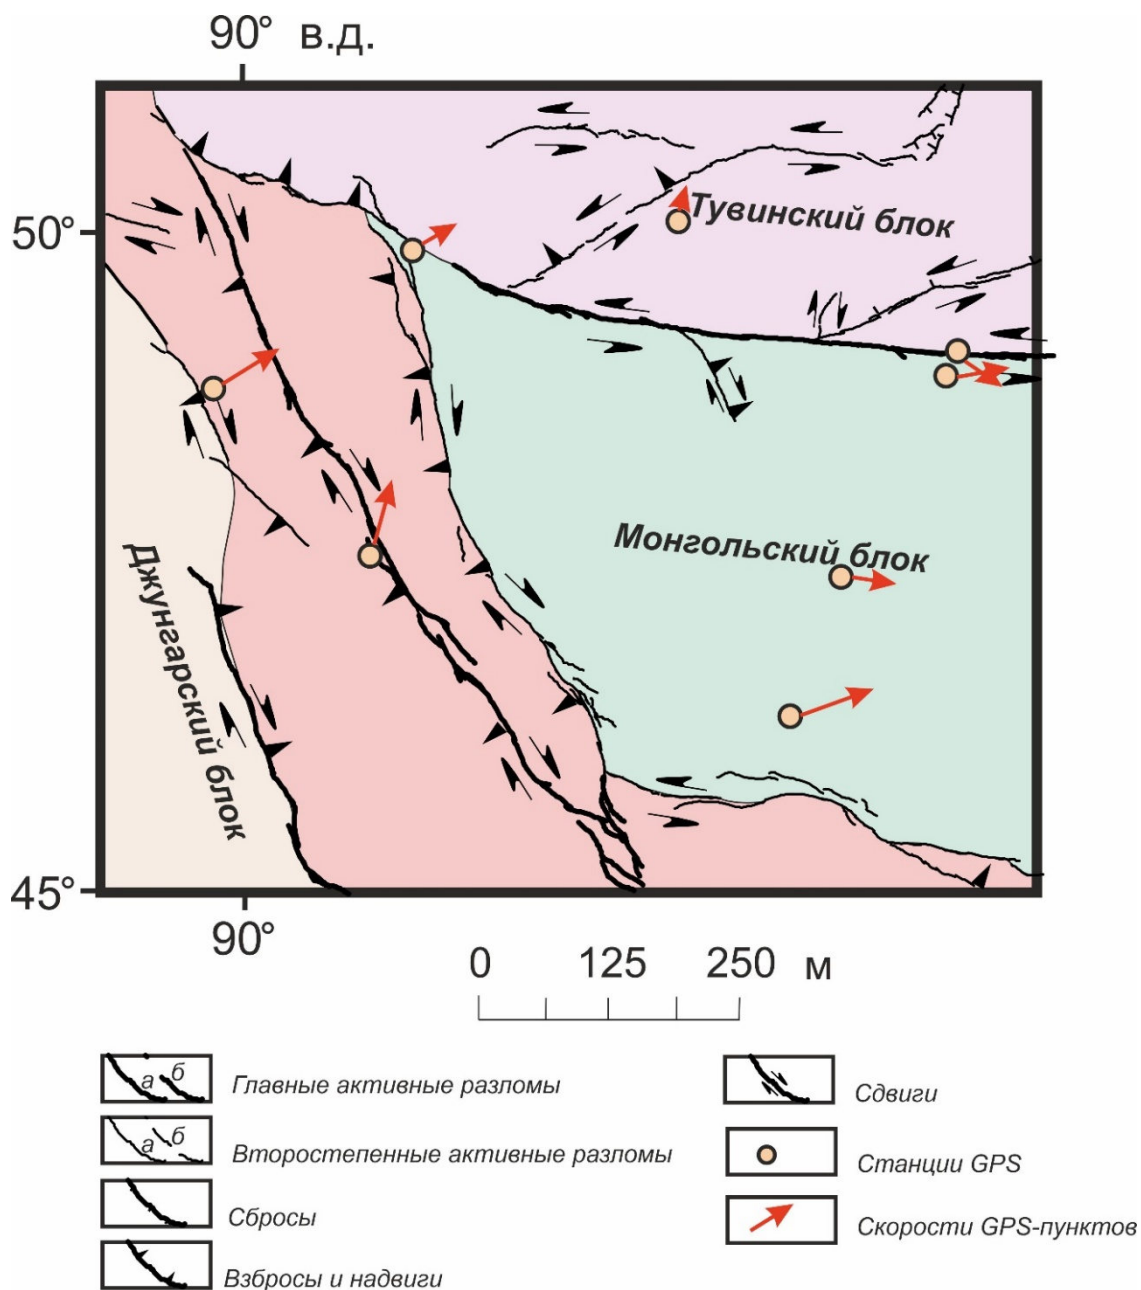 90° в.д.
50°
Тувинский блок
Монгольский блок
Джунгарский блок
45°
90°
0 125 250 м
а б Главные активные разломы
а б Второстепенные активные разломы
Сбросы
Взбросы и надвиги
Сдвиги
Станции GPS
Скорости GPS-пунктов